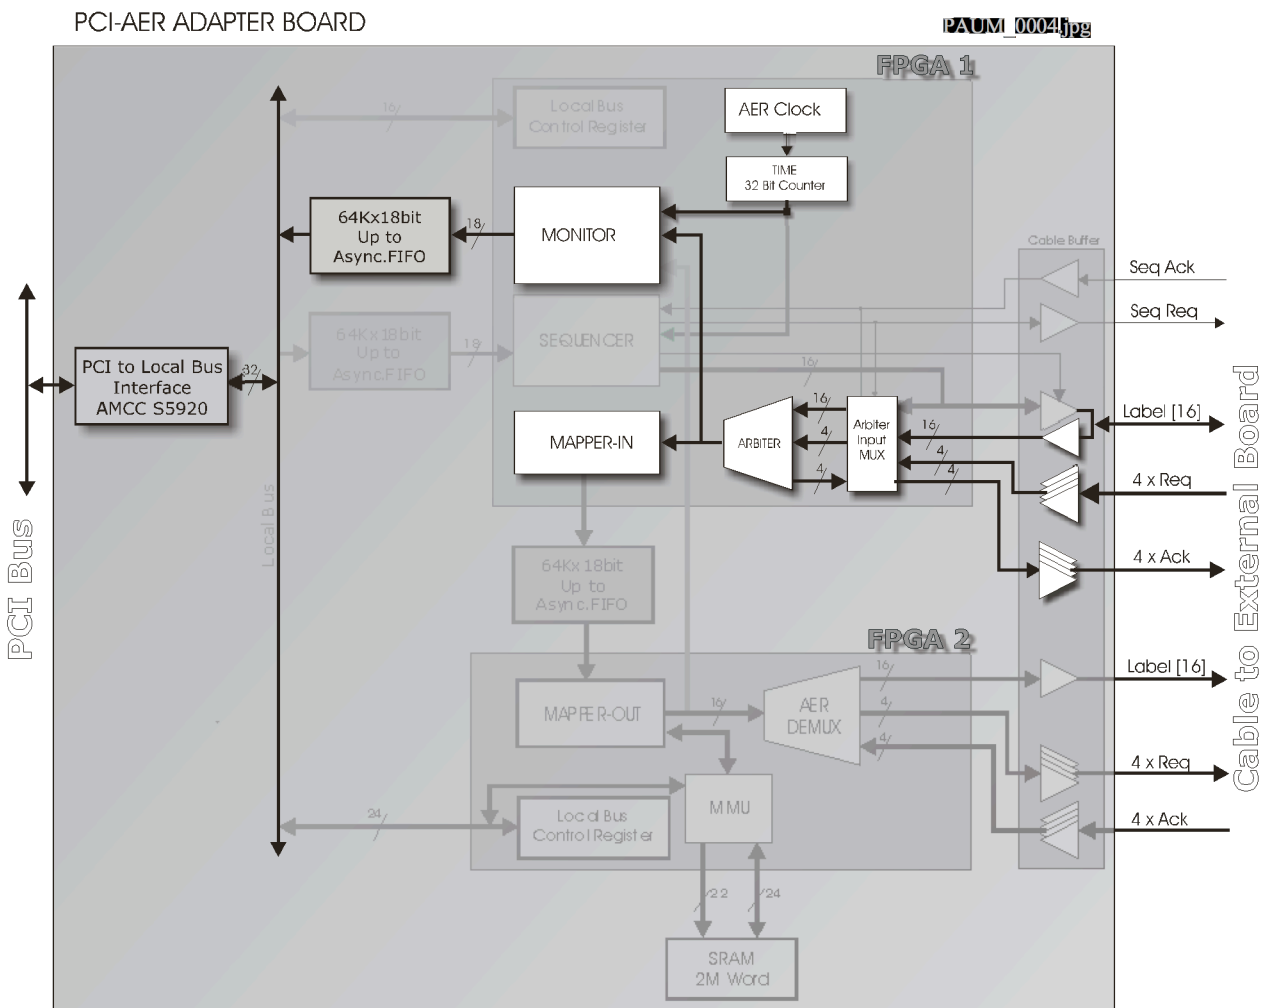 PCI-AER ADAPTER BOARD
PAUM_0004.jpg
FPGA 1
16
Local Bus
Control Register
AER Clock
TIME
32 Bit Counter
64Kx18bit
Up to
Async.FIFO
18
MONITOR
Cable Buffer
Seq Ack
Seq Req
64Kx18bit
Up to
Async.FIFO
18
SEQUENCER
16
PCI to Local Bus
Interface
AMCC S5920
32
MAPPER-IN
ARBITER
16
4
4
Arbiter
Input
MUX
16
4
4
Label [16]
4 x Req
4 x Ack
Local Bus
PCI Bus
Cable to External Board
64Kx18bit
Up to
Async.FIFO
FPGA 2
MAPPER-OUT
16
AER
DEMUX
16
4
4
Label [16]
4 x Req
4 x Ack
24
Local Bus
Control Register
MMU
22
24
SRAM
2M Word